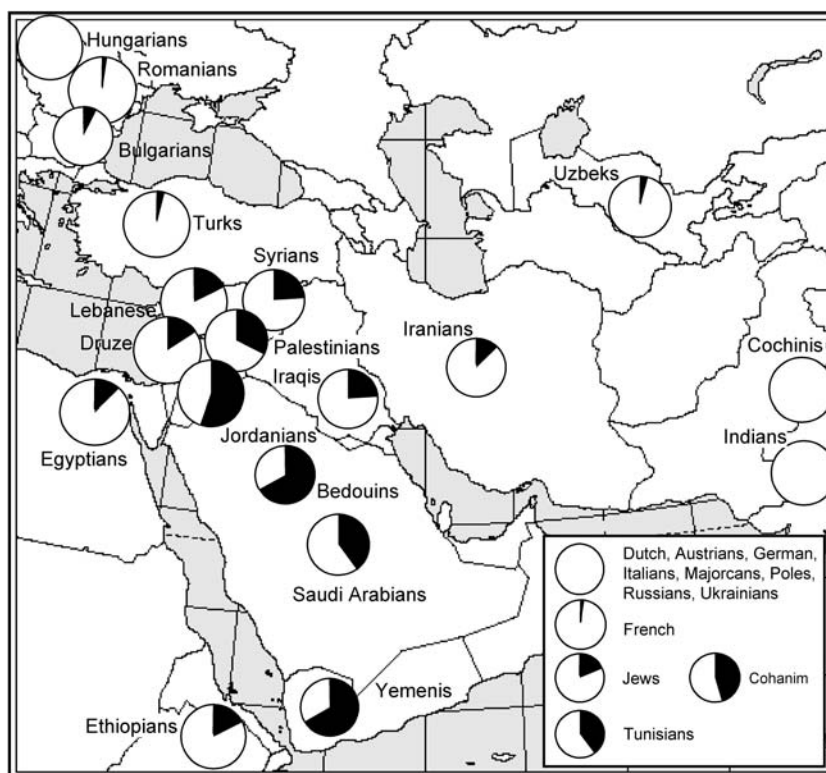 Hungarians
Romanians
Bulgarians
Uzbeks
Turks
Syrians
Lebanese
Druze
Palestinians
Iranians
Iraqis
Cochinis
Egyptians
Jordanians
Indians
Bedouins
Saudi Arabians
Yemenis
Ethiopians
Dutch, Austrians, German,
Italians, Majorcans, Poles,
Russians, Ukrainians
French
Jews
Cohanim
Tunisians